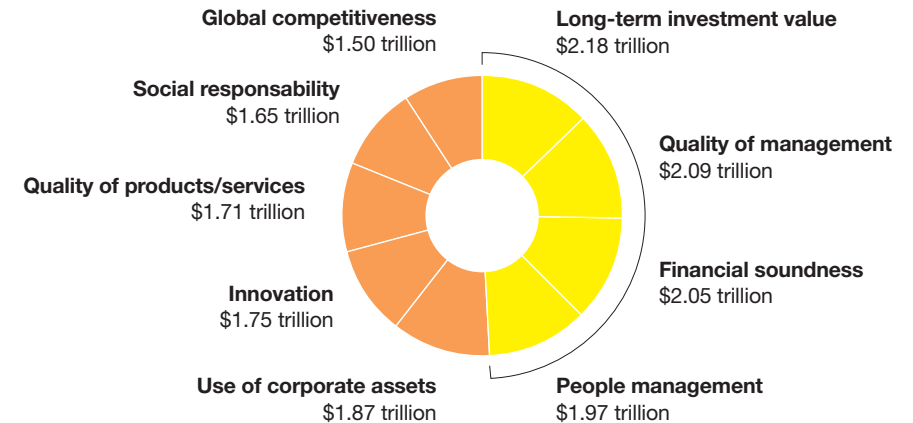 Global competitiveness
$1.50 trillion
Long-term investment value
$2.18 trillion
Social responsability
$1.65 trillion
Quality of management
$2.09 trillion
Quality of products/services
$1.71 trillion
Financial soundness
$2.05 trillion
Innovation
$1.75 trillion
Use of corporate assets
$1.87 trillion
People management
$1.97 trillion